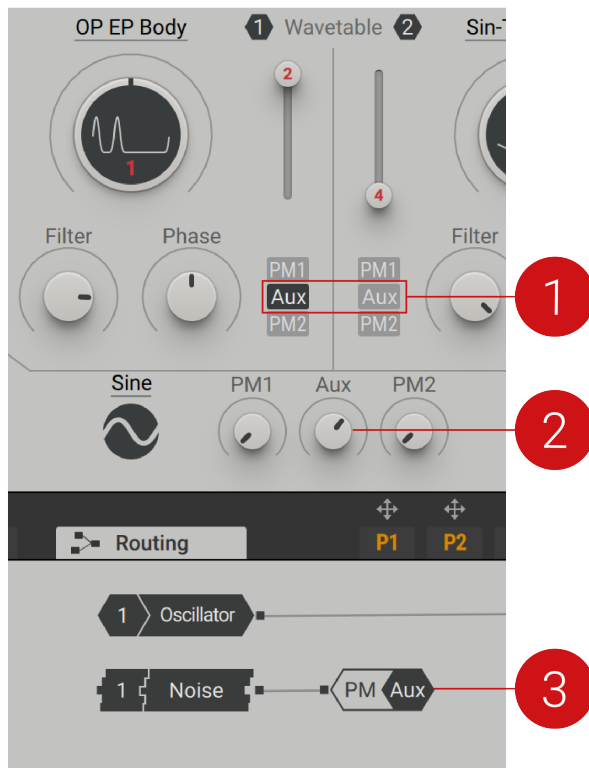 OP EP Body
1 Wavetable 2
Sin-
2
1
4
Filter
Phase
Filter
PM1
Aux
PM2
PM1
Aux
PM2
1
Sine
PM1
Aux
PM2
2
Routing
P1
P2
1 Oscillator
1 Noise
PM Aux
3